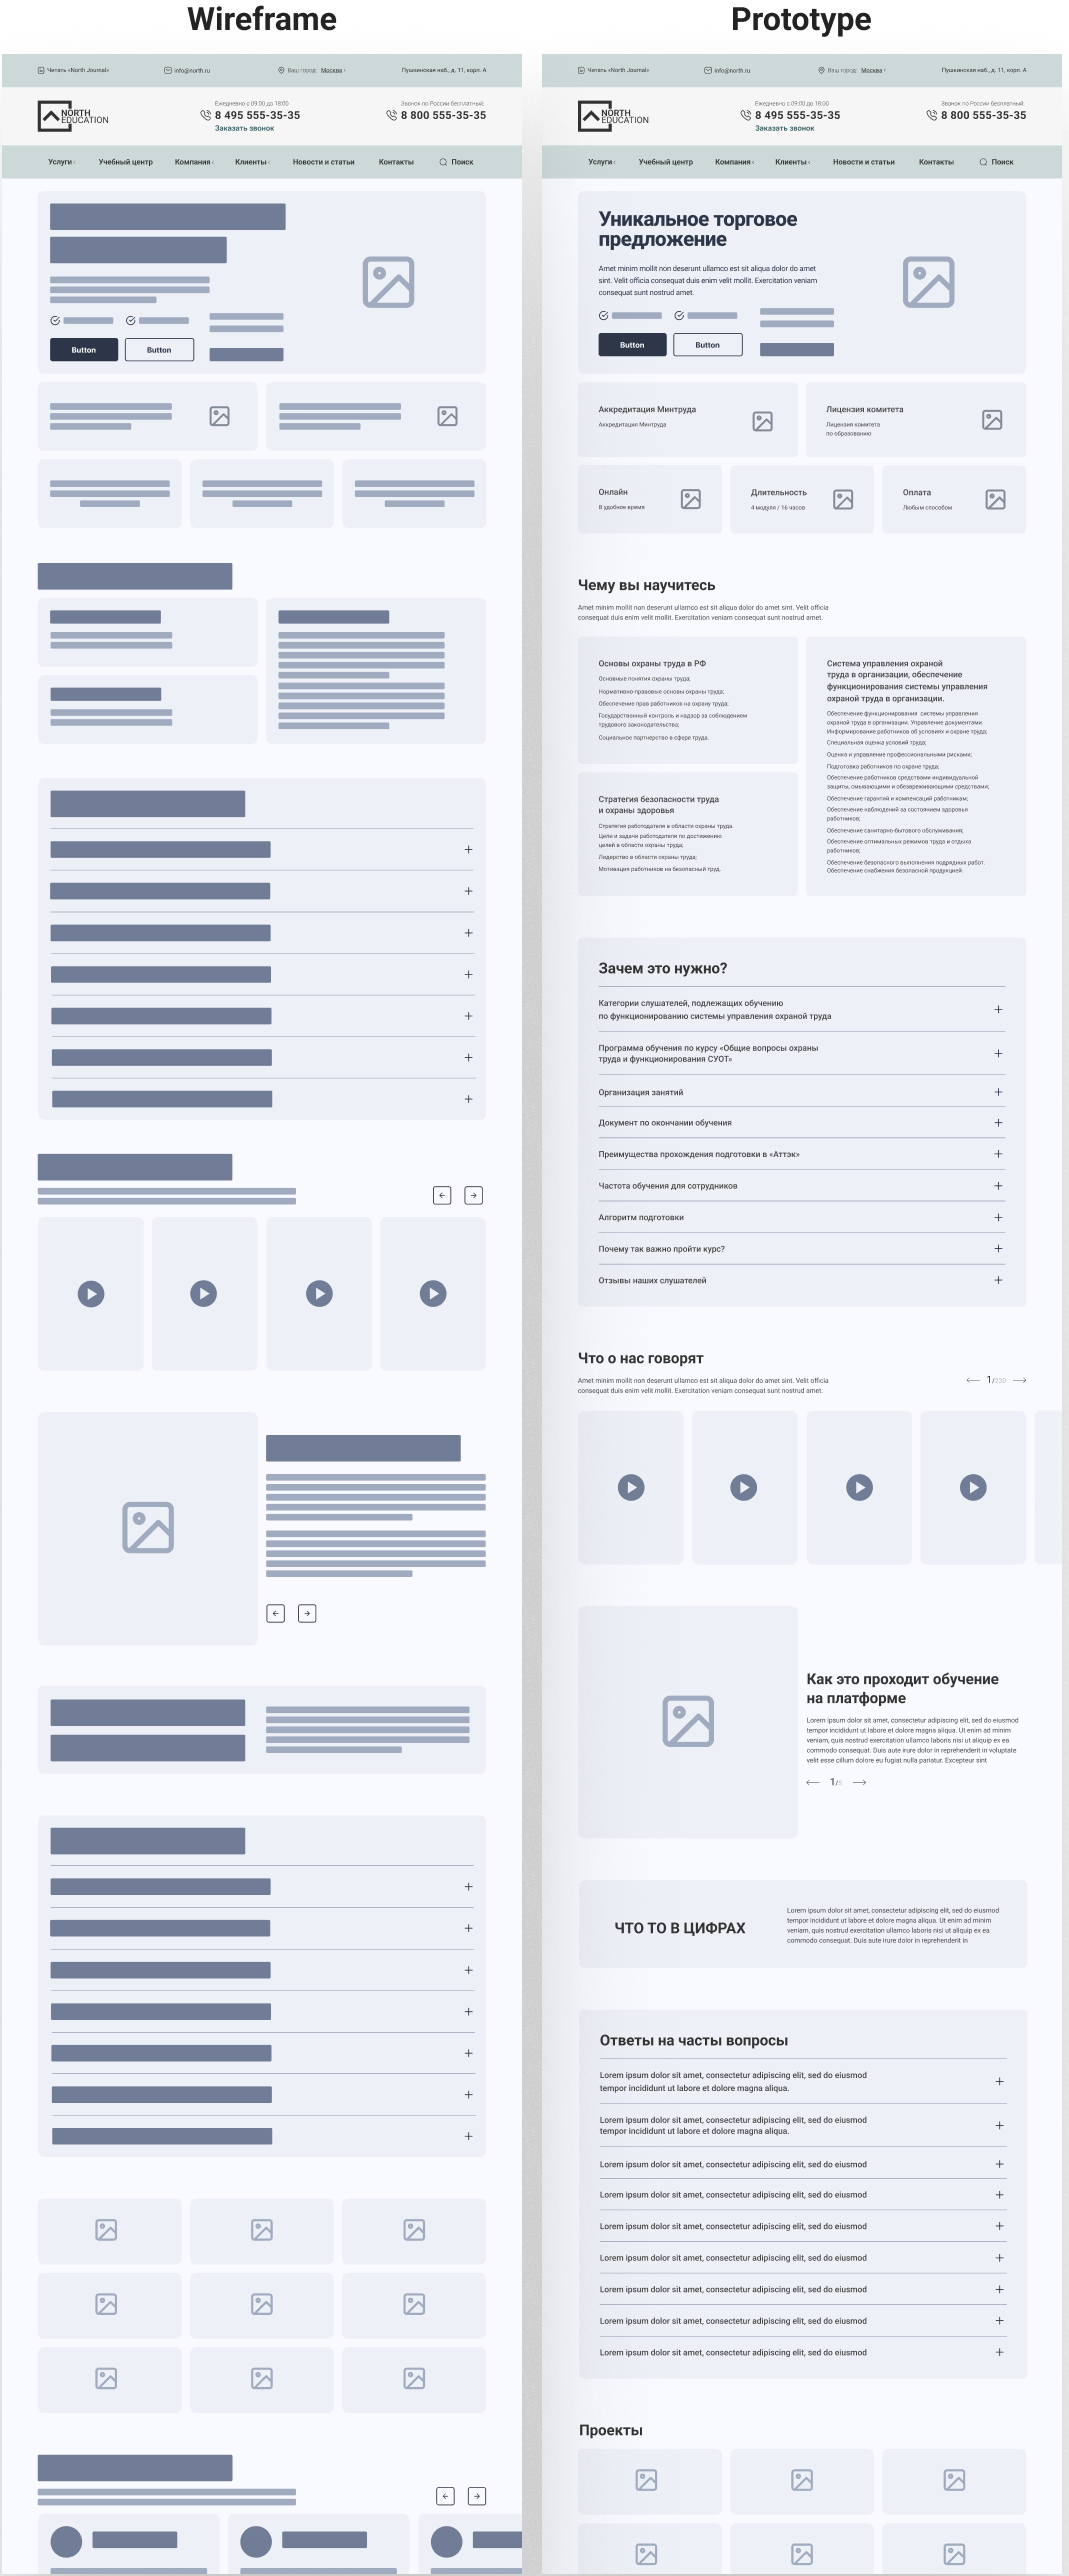 Wireframe
Читать «North Journal»
info@north.ru
Ваш город: Москва
Пушкинская наб., д. 11, корп. А
NORTH
EDUCATION
Ежедневно с 09:00 до 18:00
8 495 555-35-35
Заказать звонок
Звонок по России бесплатный:
8 800 555-35-35
Услуги
Учебный центр
Компания
Клиенты
Новости и статьи
Контакты
Поиск
Button
Button
Prototype
Читать «North Journal»
info@north.ru
Ваш город: Москва
Пушкинская наб., д. 11, корп. А
NORTH
EDUCATION
Ежедневно с 09:00 до 18:00
8 495 555-35-35
Заказать звонок
Звонок по России бесплатный:
8 800 555-35-35
Услуги
Учебный центр
Компания
Клиенты
Новости и статьи
Контакты
Поиск
Уникальное торговое
предложение
Amet minim mollit non deserunt ullamco est sit aliqua dolor do amet
sint. Velit officia consequat duis enim velit mollit. Exercitation veniam
consequat sunt nostrud amet.
Button
Button
Аккредитация Минтруда
Аккредитация Минтруда
Лицензия комитета
Лицензия комитета
по образованию
Онлайн
В удобное время
Длительность
4 модуля / 16 часов
Оплата
Любым способом
Чему вы научитесь
Amet minim mollit non deserunt ullamco est sit aliqua dolor do amet sint. Velit officia
consequat duis enim velit mollit. Exercitation veniam consequat sunt nostrud amet.
Основы охраны труда в РФ
Основные понятия охраны труда;
Нормативно-правовые основы охраны труда;
Обеспечение прав работников на охрану труда;
Государственный контроль и надзор за соблюдением
трудового законодательства;
Социальное партнерство в сфере труда.
Стратегия безопасности труда
и охраны здоровья
Стратегия работодателя в области охраны труда.
Цели и задачи работодателя по достижению
целей в области охраны труда;
Лидерство в области охраны труда;
Мотивация работников на безопасный труд.
Система управления охраной
труда в организации, обеспечение
функционирования системы управления
охраной труда в организации.
Обеспечение функционирования системы управления
охраной труда в организации. Управление документами.
Информирование работников об условиях и охране труда;
Специальная оценка условий труда;
Оценка и управление профессиональными рисками;
Подготовка работников по охране труда;
Обеспечение работников средствами индивидуальной
защиты, смывающими и обезвреживающими средствами;
Обеспечение гарантий и компенсаций работникам;
Обеспечение наблюдений за состоянием здоровья
работников;
Обеспечение санитарно-бытового обслуживания;
Обеспечение оптимальных режимов труда и отдыха
работников;
Обеспечение безопасного выполнения подрядных работ.
Обеспечение снабжения безопасной продукцией.
Зачем это нужно?
Категории слушателей, подлежащих обучению
по функционированию системы управления охраной труда
Программа обучения по курсу «Общие вопросы охраны
труда и функционирования СУОТ»
Организация занятий
Документ по окончании обучения
Преимущества прохождения подготовки в «Аттэк»
Частота обучения для сотрудников
Алгоритм подготовки
Почему так важно пройти курс?
Отзывы наших слушателей
Что о нас говорят
Amet minim mollit non deserunt ullamco est sit aliqua dolor do amet sint. Velit officia
consequat duis enim velit mollit. Exercitation veniam consequat sunt nostrud amet.
1/230
Как это проходит обучение
на платформе
Lorem ipsum dolor sit amet, consectetur adipiscing elit, sed do eiusmod
tempor incididunt ut labore et dolore magna aliqua. Ut enim ad minim
veniam, quis nostrud exercitation ullamco laboris nisi ut aliquip ex ea
commodo consequat. Duis aute irure dolor in reprehenderit in voluptate
velit esse cillum dolore eu fugiat nulla pariatur. Excepteur sint
1/5
ЧТО ТО В ЦИФРАХ
Lorem ipsum dolor sit amet, consectetur adipiscing elit, sed do eiusmod
tempor incididunt ut labore et dolore magna aliqua. Ut enim ad minim
veniam, quis nostrud exercitation ullamco laboris nisi ut aliquip ex ea
commodo consequat. Duis aute irure dolor in reprehenderit in
Ответы на часты вопросы
Lorem ipsum dolor sit amet, consectetur adipiscing elit, sed do eiusmod
tempor incididunt ut labore et dolore magna aliqua.
Lorem ipsum dolor sit amet, consectetur adipiscing elit, sed do eiusmod
tempor incididunt ut labore et dolore magna aliqua.
Lorem ipsum dolor sit amet, consectetur adipiscing elit, sed do eiusmod
Lorem ipsum dolor sit amet, consectetur adipiscing elit, sed do eiusmod
Lorem ipsum dolor sit amet, consectetur adipiscing elit, sed do eiusmod
Lorem ipsum dolor sit amet, consectetur adipiscing elit, sed do eiusmod
Lorem ipsum dolor sit amet, consectetur adipiscing elit, sed do eiusmod
Lorem ipsum dolor sit amet, consectetur adipiscing elit, sed do eiusmod
Lorem ipsum dolor sit amet, consectetur adipiscing elit, sed do eiusmod
Проекты